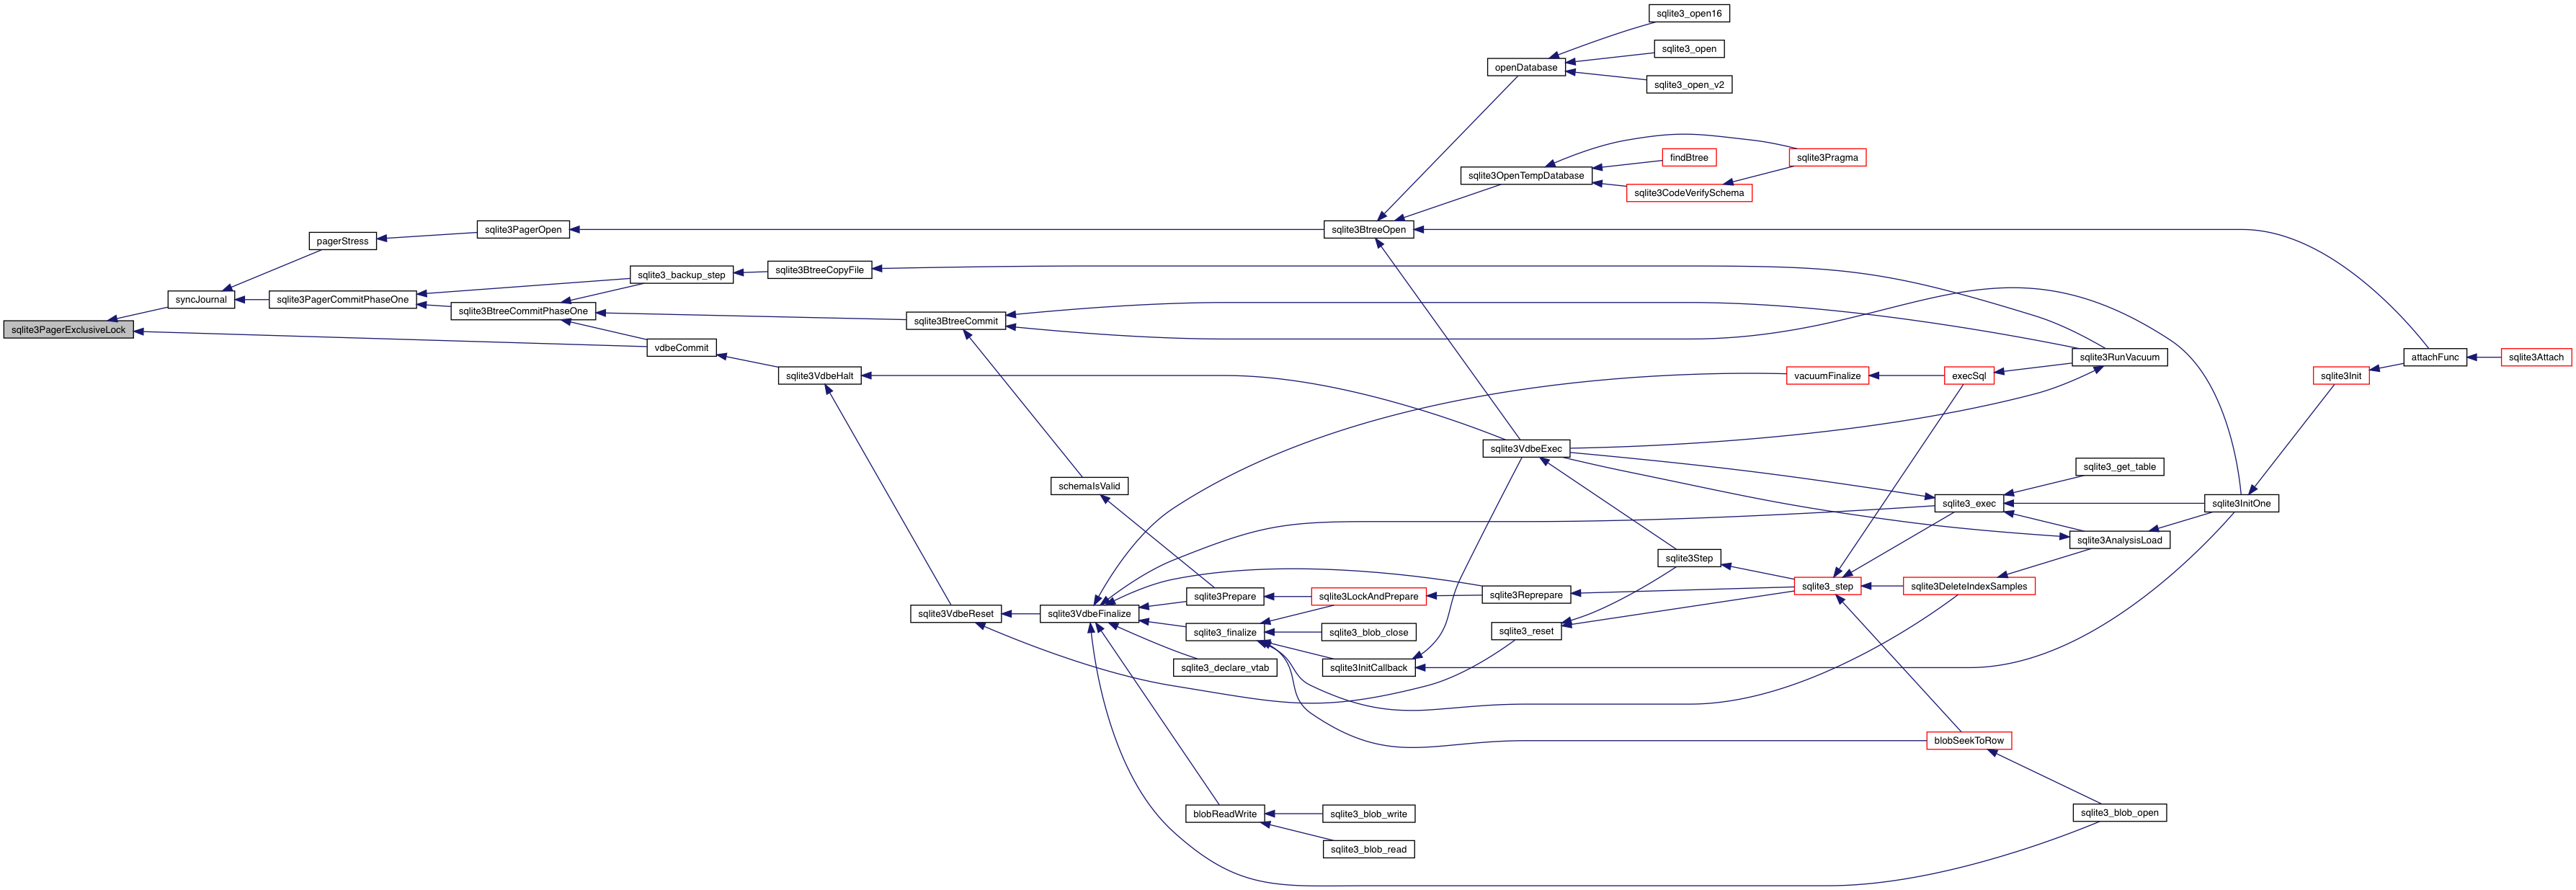 sqlite3_open16
sqlite3_open
openDatabase
sqlite3_open_v2
findBtree
sqlite3Pragma
sqlite3OpenTempDatabase
sqlite3CodeVerifySchema
sqlite3PagerOpen
sqlite3BtreeOpen
pagerStress
sqlite3BtreeCopyFile
sqlite3_backup_step
syncJournal
sqlite3PagerCommitPhaseOne
sqlite3BtreeCommitPhaseOne
sqlite3BtreeCommit
sqlite3PagerExclusiveLock
vdbeCommit
sqlite3RunVacuum
attachFunc
sqlite3Attach
sqlite3VdbeHalt
vacuumFinalize
execSql
sqlite3Init
sqlite3VdbeExec
sqlite3_get_table
schemaIsValid
sqlite3_exec
sqlite3InitOne
sqlite3AnalysisLoad
sqlite3Step
sqlite3_step
sqlite3DeleteIndexSamples
sqlite3Prepare
sqlite3LockAndPrepare
sqlite3Reprepare
sqlite3VdbeReset
sqlite3VdbeFinalize
sqlite3_finalize
sqlite3_blob_close
sqlite3_reset
sqlite3_declare_vtab
sqlite3InitCallback
blobSeekToRow
blobReadWrite
sqlite3_blob_write
sqlite3_blob_open
sqlite3_blob_read